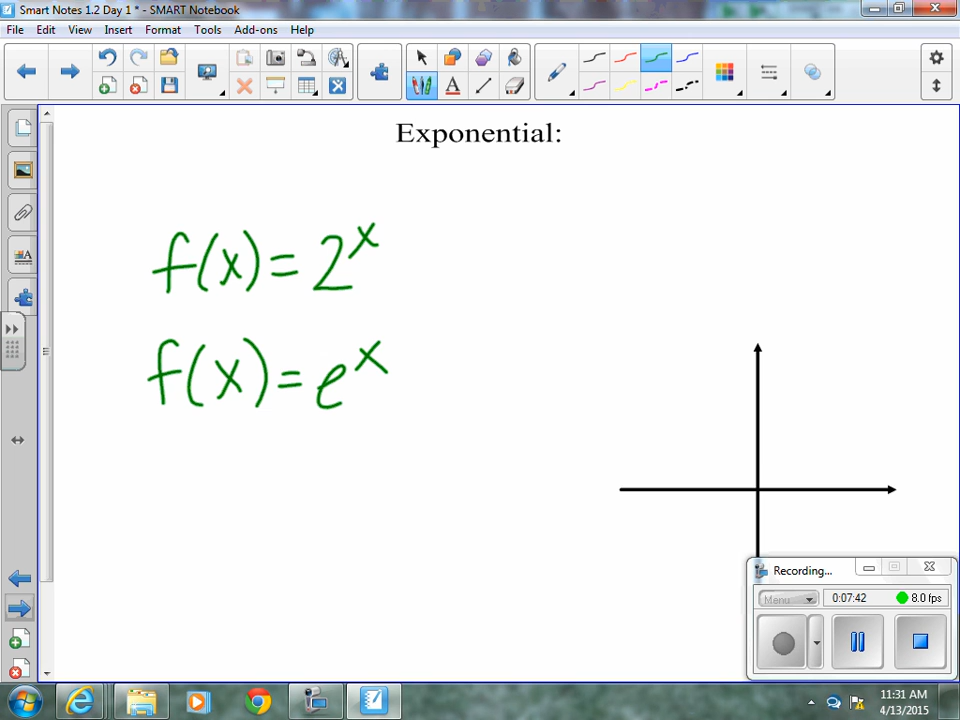 Smart Notes 1.2 Day 1 * - SMART Notebook
File Edit View Insert Format Tools Add-ons Help
Exponential:
f(x) = 2^x
f(x) = e^x
Recording...
Menu 0:07:42 8.0 fps
11:31 AM
4/13/2015